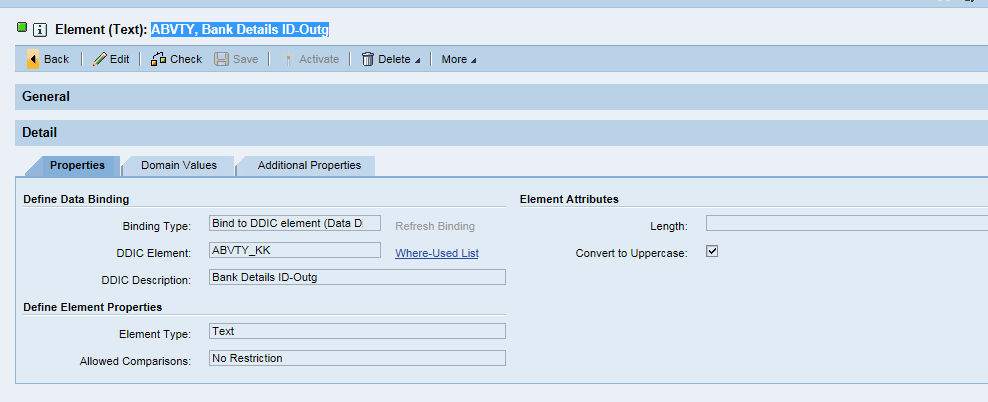 Element (Text): ABVTY, Bank Details ID-Outg
Back Edit Check Save Activate Delete More
General
Detail
Properties Domain Values Additional Properties
Define Data Binding Element Attributes
Binding Type: Bind to DDIC element (Data D Refresh Binding Length:
DDIC Element: ABVTY_KK Where-Used List Convert to Uppercase:
DDIC Description: Bank Details ID-Outg
Define Element Properties
Element Type: Text
Allowed Comparisons: No Restriction